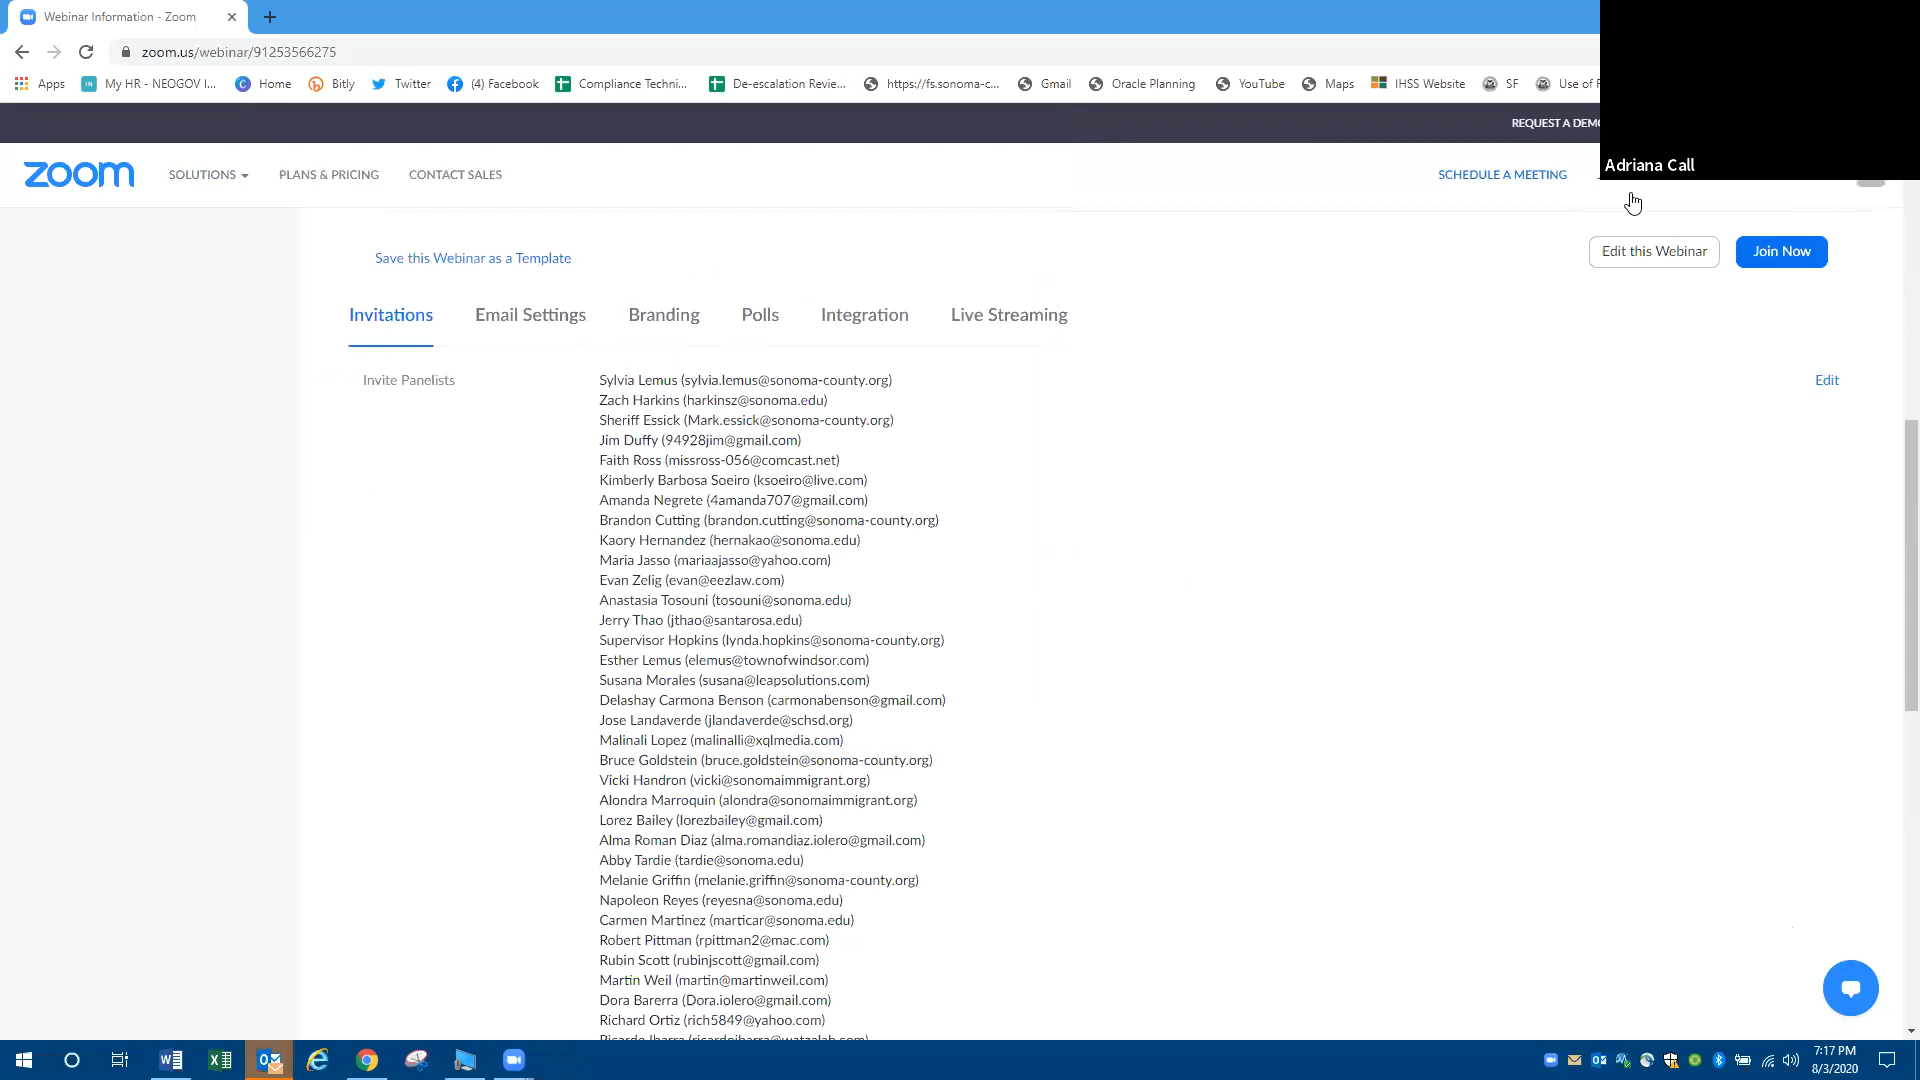 Webinar Information - Zoom
zoom.us/webinar/91253566275
Apps
My HR - NEOGOV I...
Home
Bitly
Twitter
(4) Facebook
Compliance Techni...
De-escalation Revie...
https://fs.sonoma-c...
Gmail
Oracle Planning
YouTube
Maps
IHSS Website
SF
Use of
REQUEST A DEMO
Adriana Call
zoom
SOLUTIONS
PLANS & PRICING
CONTACT SALES
SCHEDULE A MEETING
Save this Webinar as a Template
Edit this Webinar
Join Now
Invitations
Email Settings
Branding
Polls
Integration
Live Streaming
Invite Panelists
Edit
Sylvia Lemus (sylvia.lemus@sonoma-county.org)
Zach Harkins (harkinsz@sonoma.edu)
Sheriff Essick (Mark.essick@sonoma-county.org)
Jim Duffy (94928jim@gmail.com)
Faith Ross (missross-056@comcast.net)
Kimberly Barbosa Soeiro (ksoeiro@live.com)
Amanda Negrete (4amanda707@gmail.com)
Brandon Cutting (brandon.cutting@sonoma-county.org)
Kaory Hernandez (hernakao@sonoma.edu)
Maria Jasso (mariaajasso@yahoo.com)
Evan Zelig (evan@eezlaw.com)
Anastasia Tosouni (tosouni@sonoma.edu)
Jerry Thao (jthao@santarosa.edu)
Supervisor Hopkins (lynda.hopkins@sonoma-county.org)
Esther Lemus (elemus@townofwindsor.com)
Susana Morales (susana@leapsolutions.com)
Delashay Carmona Benson (carmonabenson@gmail.com)
Jose Landaverde (jlandaverde@schsd.org)
Malinali Lopez (malinalli@xqlmedia.com)
Bruce Goldstein (bruce.goldstein@sonoma-county.org)
Vicki Handron (vicki@sonomaimmigrant.org)
Alondra Marroquin (alondra@sonomaimmigrant.org)
Lorez Bailey (lorezbailey@gmail.com)
Alma Roman Diaz (alma.romandiaz.iolero@gmail.com)
Abby Tardie (tardie@sonoma.edu)
Melanie Griffin (melanie.griffin@sonoma-county.org)
Napoleon Reyes (reyesna@sonoma.edu)
Carmen Martinez (marticar@sonoma.edu)
Robert Pittman (rpittman2@mac.com)
Rubin Scott (rubinjscott@gmail.com)
Martin Weil (martin@martinweil.com)
Dora Barerra (Dora.iolero@gmail.com)
Richard Ortiz (rich5849@yahoo.com)
7:17 PM
8/3/2020